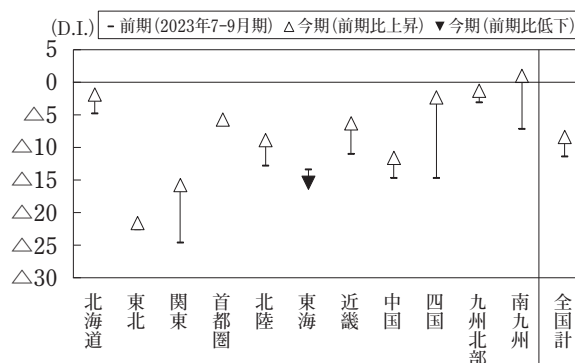 (D.I.) ━ 前期(2023年7-9月期) △今期(前期比上昇) ▼今期(前期比低下)
5
0
△5
△10
△15
△20
△25
△30
北海道
東北
関東
首都圏
北陸
東海
近畿
中国
四国
九州北部
南九州
全国計